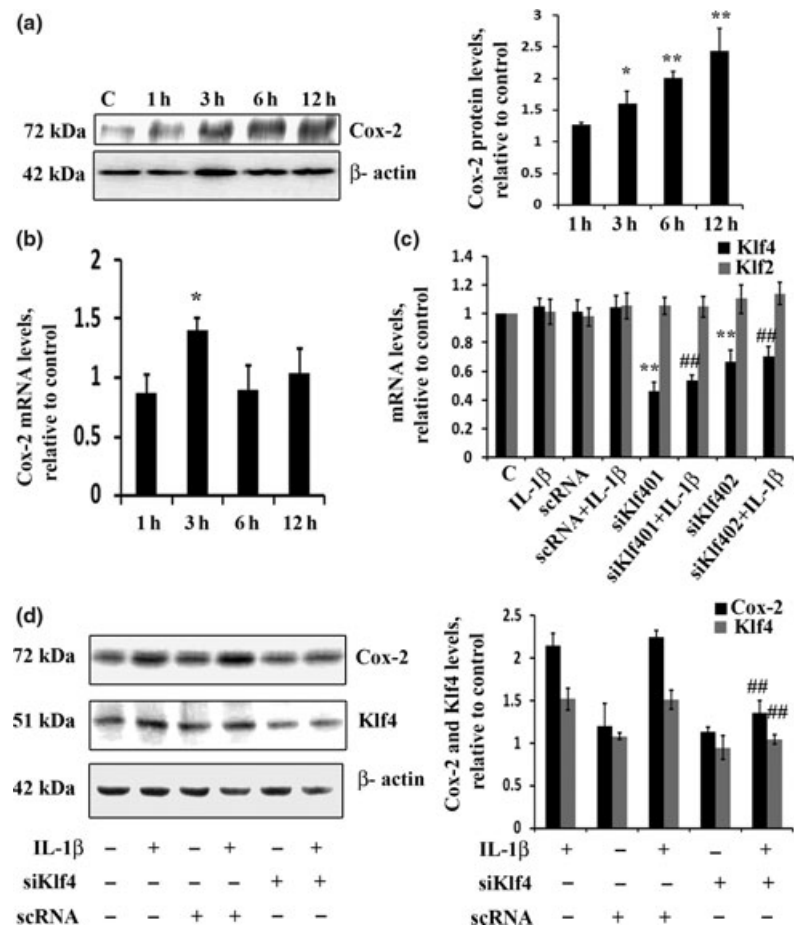 (a)
C 1 h 3 h 6 h 12 h
72 kDa Cox-2
42 kDa β- actin
Cox-2 protein levels,
relative to control
3
2.5
2
1.5
1
0.5
0
* ** **
1 h 3 h 6 h 12 h
(b)
Cox-2 mRNA levels,
relative to control
2
1.5
1
0.5
0
*
1 h 3 h 6 h 12 h
(c)
Klf4
Klf2
mRNA levels,
relative to control
1.4
1.2
1
0.8
0.6
0.4
0.2
0
** ## ** ##
C
IL-1β
scRNA
scRNA+IL-1β
siKlf401
siKlf401+IL-1β
siKlf402
siKlf402+IL-1β
(d)
72 kDa Cox-2
51 kDa Klf4
42 kDa β- actin
IL-1β – + – + – +
siKlf4 – – – – + +
scRNA – – + + – –
Cox-2
Klf4
Cox-2 and Klf4 levels,
relative to control
2.5
2
1.5
1
0.5
0
## ##
IL-1β + – + – +
siKlf4 – – – + +
scRNA – + + – –